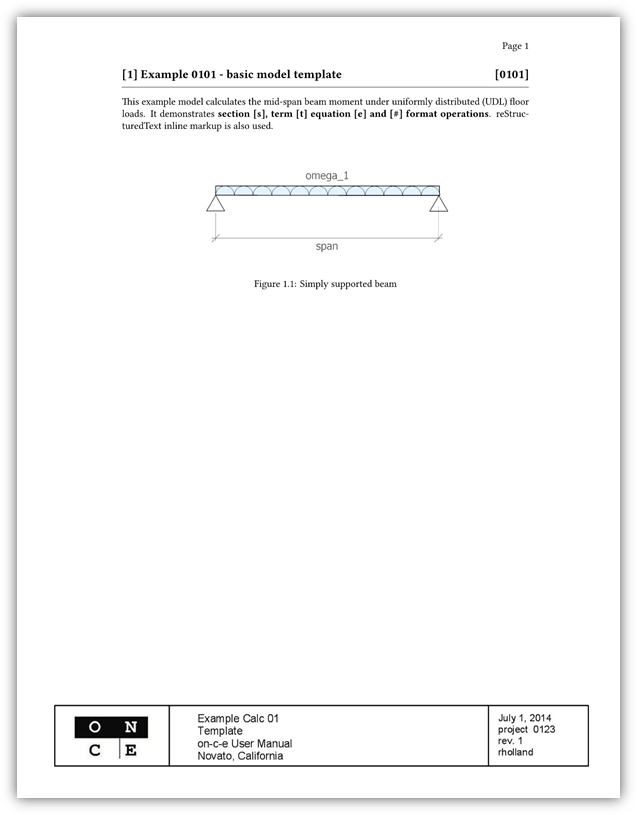 Page 1
[1] Example 0101 - basic model template [0101]
This example model calculates the mid-span beam moment under uniformly distributed (UDL) floor
loads. It demonstrates section [s], term [t] equation [e] and [#] format operations. reStruc-
turedText inline markup is also used.
omega_1
span
Figure 1.1: Simply supported beam
O N
C E
Example Calc 01
Template
on-c-e User Manual
Novato, California
July 1, 2014
project 0123
rev. 1
rholland